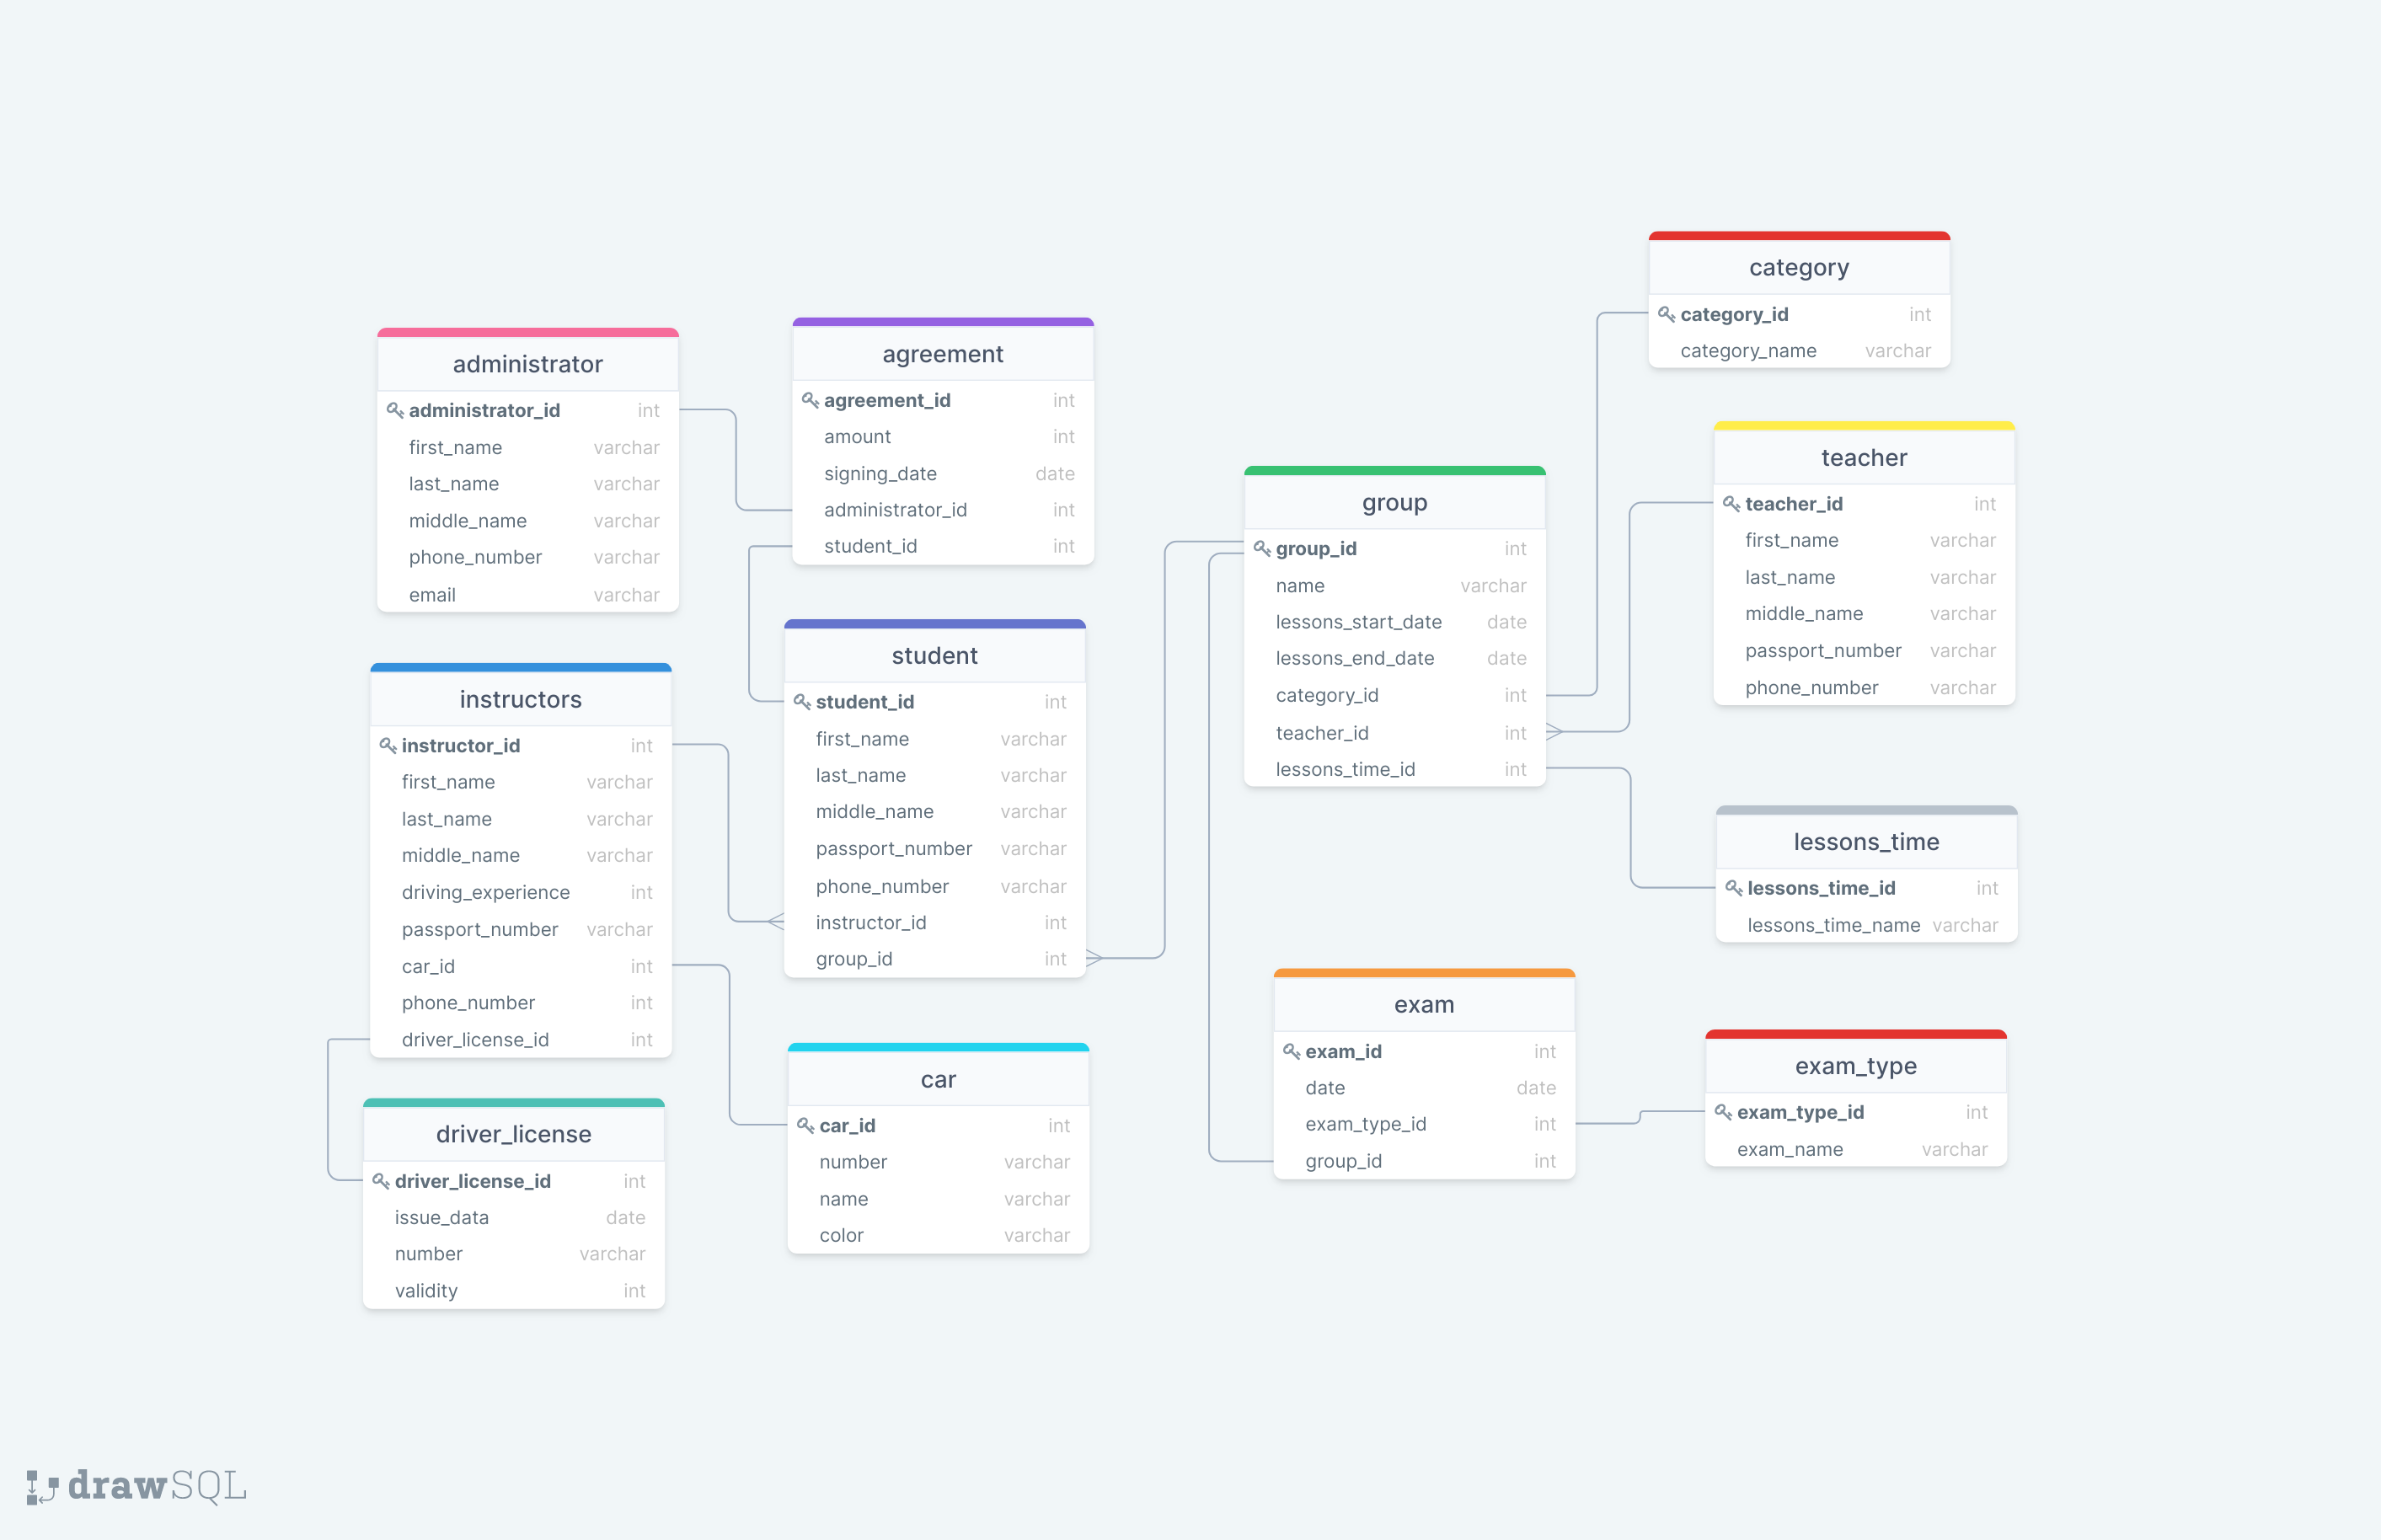 administrator
administrator_id int
first_name varchar
last_name varchar
middle_name varchar
phone_number varchar
email varchar
agreement
agreement_id int
amount int
signing_date date
administrator_id int
student_id int
instructors
instructor_id int
first_name varchar
last_name varchar
middle_name varchar
driving_experience int
passport_number varchar
car_id int
phone_number int
driver_license_id int
student
student_id int
first_name varchar
last_name varchar
middle_name varchar
passport_number varchar
phone_number varchar
instructor_id int
group_id int
driver_license
driver_license_id int
issue_data date
number varchar
validity int
car
car_id int
number varchar
name varchar
color varchar
group
group_id int
name varchar
lessons_start_date date
lessons_end_date date
category_id int
teacher_id int
lessons_time_id int
category
category_id int
category_name varchar
teacher
teacher_id int
first_name varchar
last_name varchar
middle_name varchar
passport_number varchar
phone_number varchar
lessons_time
lessons_time_id int
lessons_time_name varchar
exam
exam_id int
date date
exam_type_id int
group_id int
exam_type
exam_type_id int
exam_name varchar
drawSQL